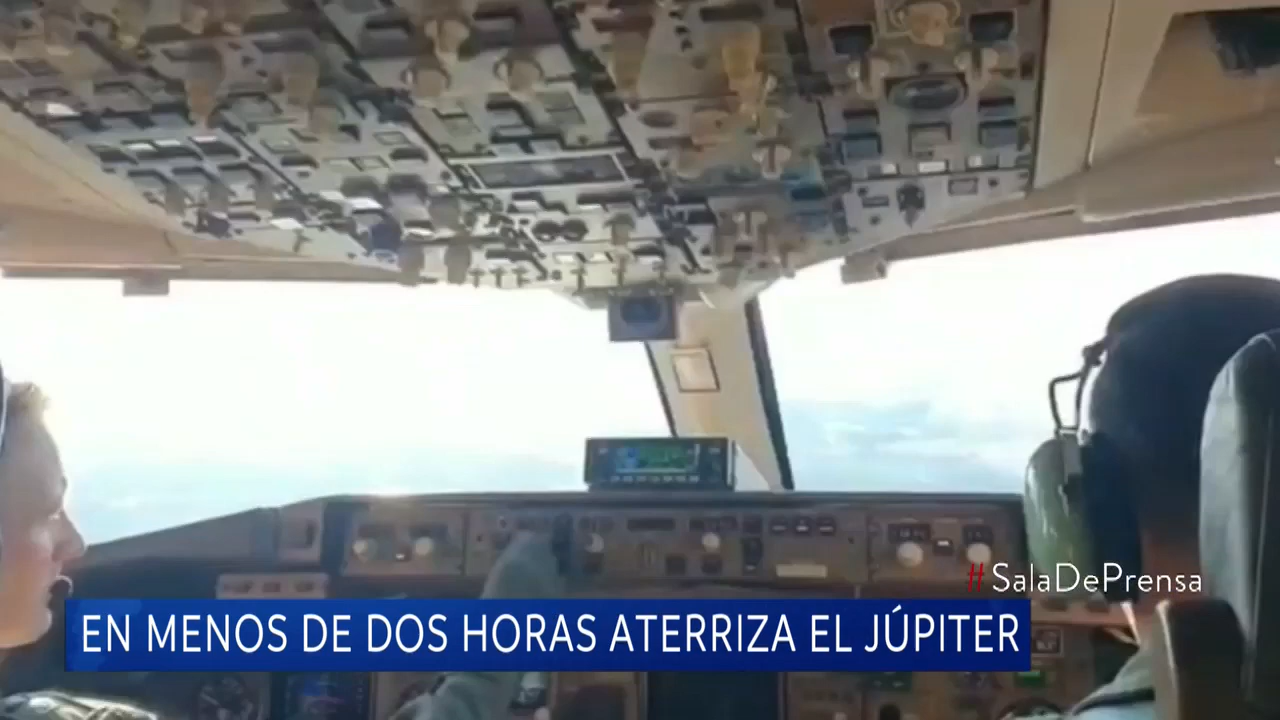 #SalaDePrensa
EN MENOS DE DOS HORAS ATERRIZA EL JÚPITER